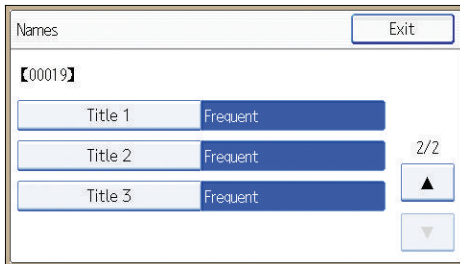 Names
Exit
【00019】
Title 1 Frequent
Title 2 Frequent
2/2
Title 3 Frequent
▲
▼